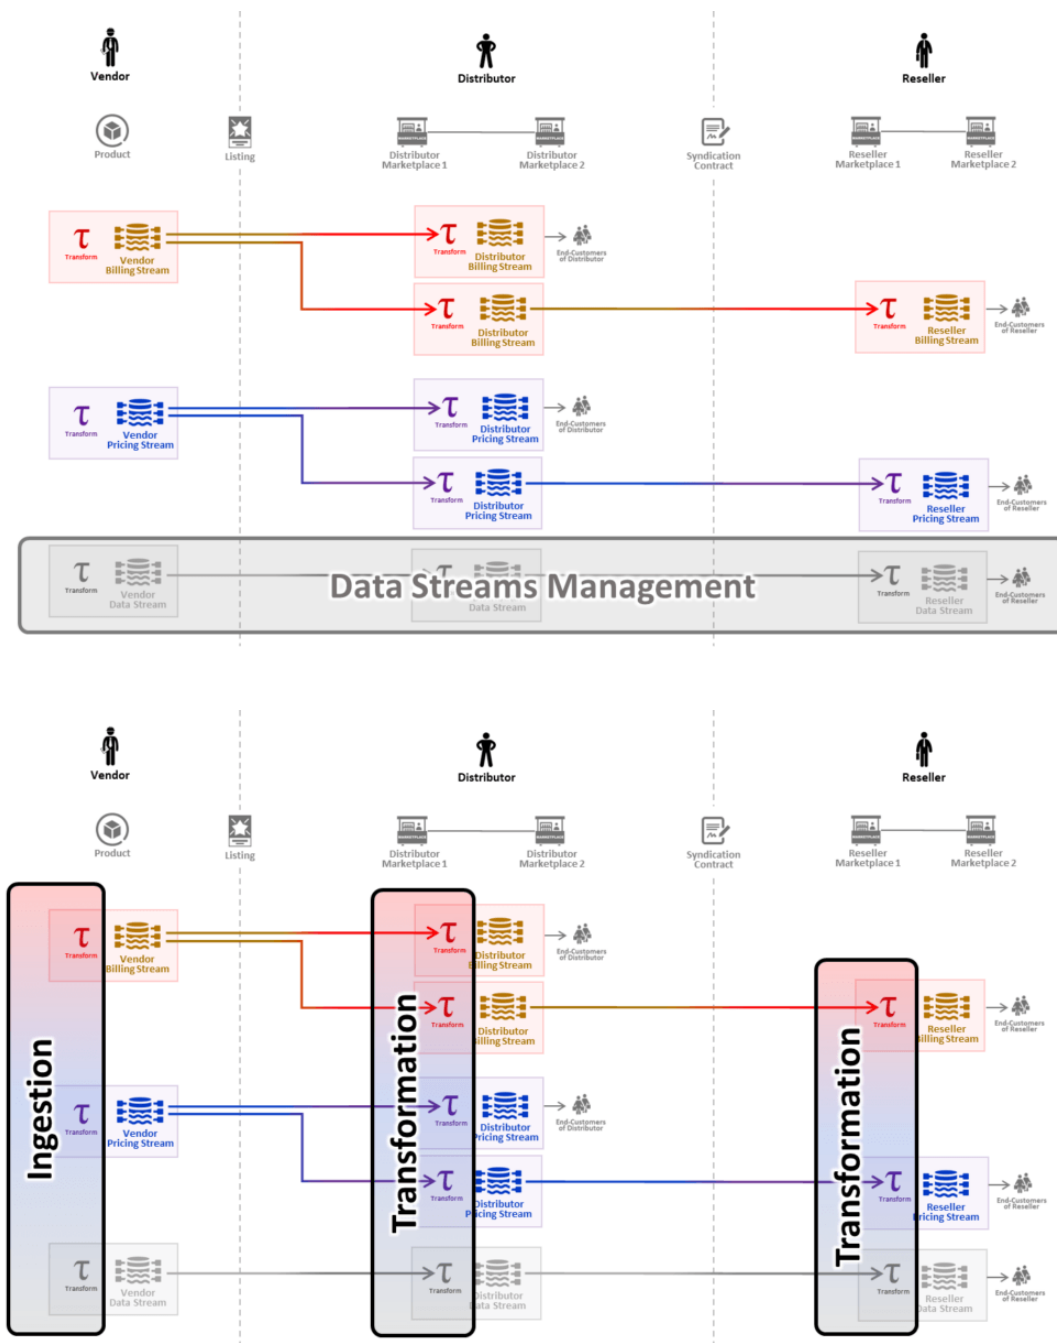 Vendor
Distributor
Reseller
Product
Listing
Distributor
Marketplace 1
Distributor
Marketplace 2
Syndication
Contract
Reseller
Marketplace 1
Reseller
Marketplace 2
τ
Transform
Vendor
Billing Stream
τ
Transform
Distributor
Billing Stream
End-Customers
of Distributor
τ
Transform
Distributor
Billing Stream
τ
Transform
Reseller
Billing Stream
End-Customers
of Reseller
τ
Transform
Vendor
Pricing Stream
τ
Transform
Distributor
Pricing Stream
End-Customers
of Distributor
τ
Transform
Distributor
Pricing Stream
τ
Transform
Reseller
Pricing Stream
End-Customers
of Reseller
Data Streams Management
τ
Transform
Vendor
Data Stream
τ
Data Stream
τ
Transform
Reseller
Data Stream
End-Customers
of Reseller
Vendor
Distributor
Reseller
Product
Listing
Distributor
Marketplace 1
Distributor
Marketplace 2
Syndication
Contract
Reseller
Marketplace 1
Reseller
Marketplace 2
Ingestion
Transformation
Transformation
τ
Transform
Vendor
Billing Stream
τ
Transform
Distributor
Billing Stream
End-Customers
of Distributor
τ
Transform
Distributor
Billing Stream
τ
Transform
Reseller
Billing Stream
End-Customers
of Reseller
τ
Transform
Vendor
Pricing Stream
τ
Transform
Distributor
Pricing Stream
End-Customers
of Distributor
τ
Transform
Distributor
Pricing Stream
τ
Transform
Reseller
Pricing Stream
End-Customers
of Reseller
τ
Transform
Vendor
Data Stream
τ
Transform
Distributor
Data Stream
τ
Transform
Reseller
Data Stream
End-Customers
of Reseller